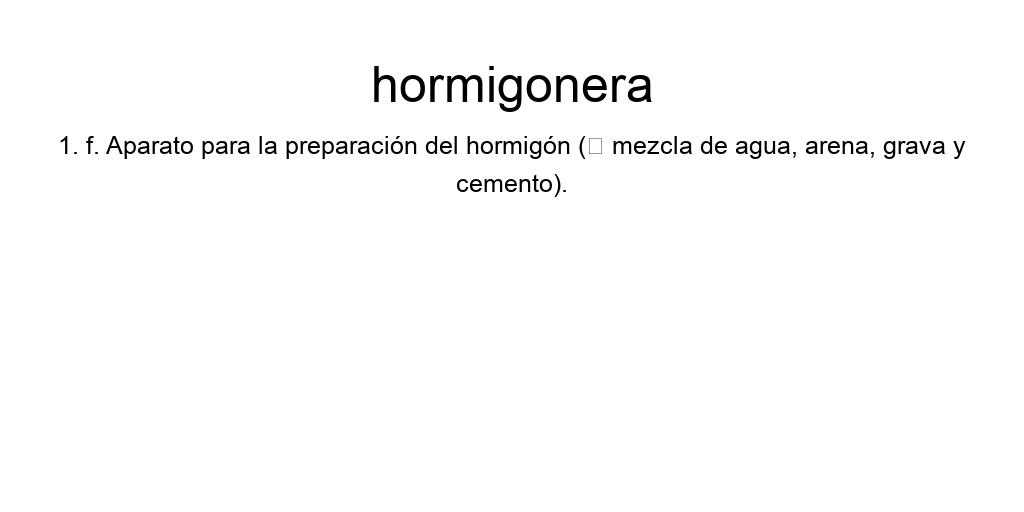 hormigonera
1. f. Aparato para la preparación del hormigón (▯ mezcla de agua, arena, grava y
cemento).